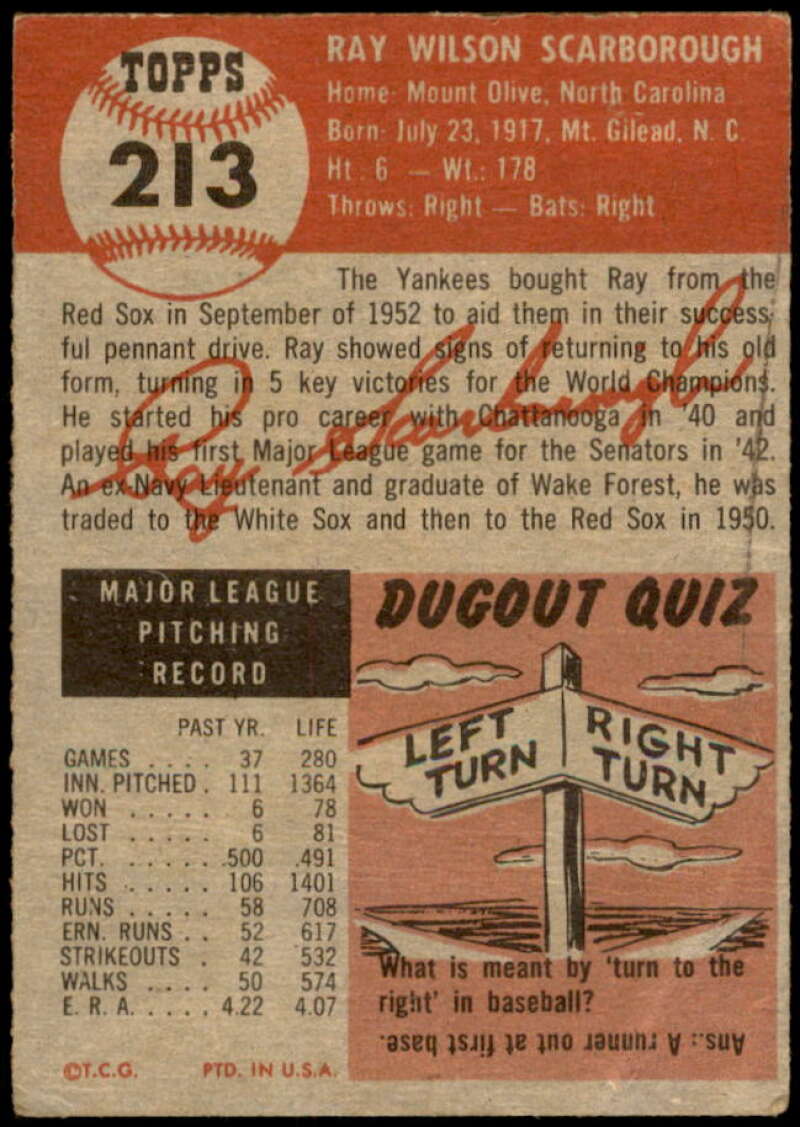 TOPPS
213
RAY WILSON SCARBOROUGH
Home: Mount Olive, North Carolina
Born: July 23, 1917, Mt. Gilead, N. C.
Ht.: 6 — Wt.: 178
Throws: Right — Bats: Right
The Yankees bought Ray from the
Red Sox in September of 1952 to aid them in their success-
ful pennant drive. Ray showed signs of returning to his old
form, turning in 5 key victories for the World Champions.
He started his pro career with Chattanooga in '40 and
played his first Major League game for the Senators in '42.
An ex-Navy Lieutenant and graduate of Wake Forest, he was
traded to the White Sox and then to the Red Sox in 1950.
Ray Scarborough
MAJOR LEAGUE
PITCHING
RECORD
PAST YR. LIFE
GAMES . . . . 37 280
INN. PITCHED . 111 1364
WON . . . . . 6 78
LOST . . . . . 6 81
PCT. . . . . . .500 .491
HITS . . . . . 106 1401
RUNS . . . . . 58 708
ERN. RUNS . . 52 617
STRIKEOUTS . 42 532
WALKS . . . . 50 574
E. R. A. . . . . 4.22 4.07
©T.C.G. PTD. IN U.S.A.
DUGOUT QUIZ
LEFT
TURN
RIGHT
TURN
What is meant by 'turn to the
right' in baseball?
Ans.: A runner out at first base.